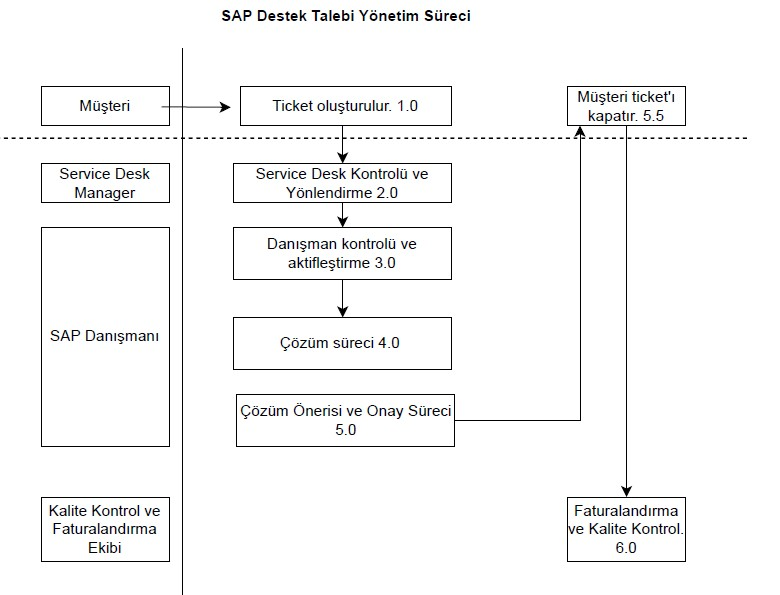 SAP Destek Talebi Yönetim Süreci
Müşteri
Ticket oluşturulur. 1.0
Müşteri ticket'ı
kapatır. 5.5
Service Desk
Manager
Service Desk Kontrolü ve
Yönlendirme 2.0
Danışman kontrolü ve
aktifleştirme 3.0
SAP Danışmanı
Çözüm süreci 4.0
Çözüm Önerisi ve Onay Süreci
5.0
Kalite Kontrol ve
Faturalandırma
Ekibi
Faturalandırma
ve Kalite Kontrol.
6.0